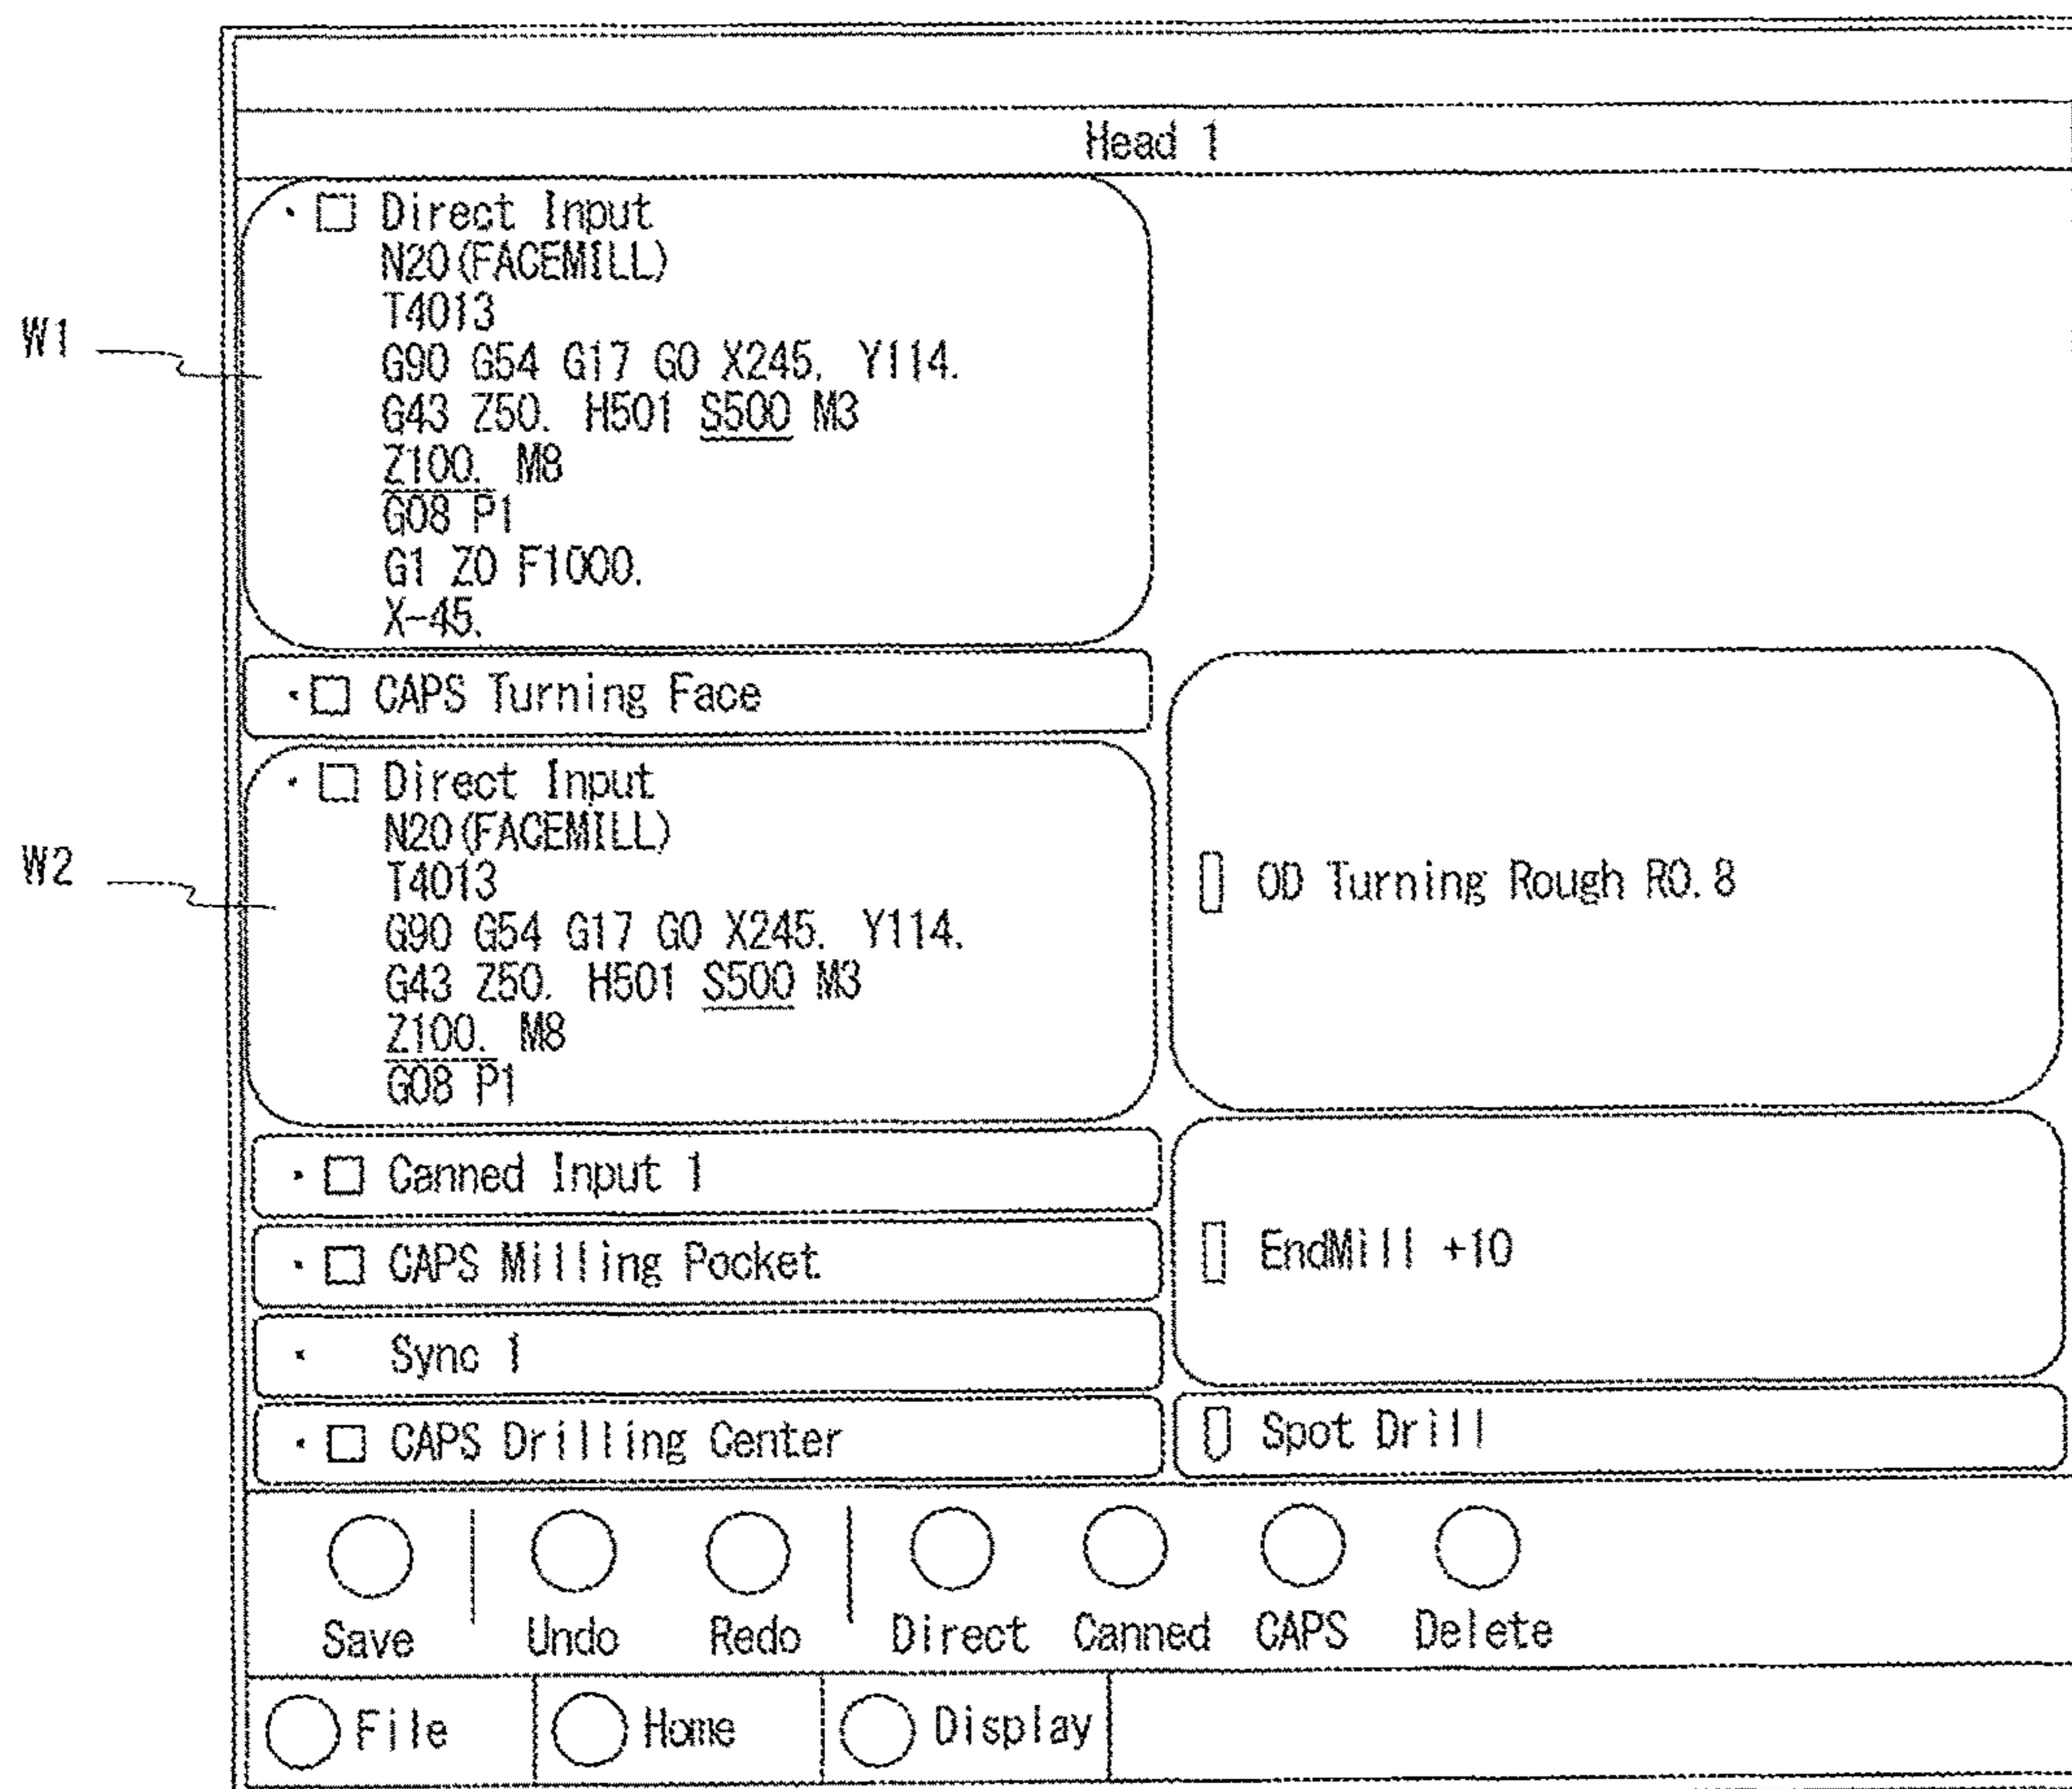 Head 1
W1
Direct Input
N20(FACEMILL)
T4013
G90 G54 G17 G0 X245. Y114.
G43 Z50. H501 S500 M3
Z100. M8
G08 P1
G1 Z0 F1000.
X-45.
CAPS Turning Face
W2
Direct Input
N20(FACEMILL)
T4013
G90 G54 G17 G0 X245. Y114.
G43 Z50. H501 S500 M3
Z100. M8
G08 P1
OD Turning Rough R0.8
Canned Input 1
CAPS Milling Pocket
EndMill +10
Sync 1
CAPS Drilling Center
Spot Drill
Save Undo Redo Direct Canned CAPS Delete
File Home Display